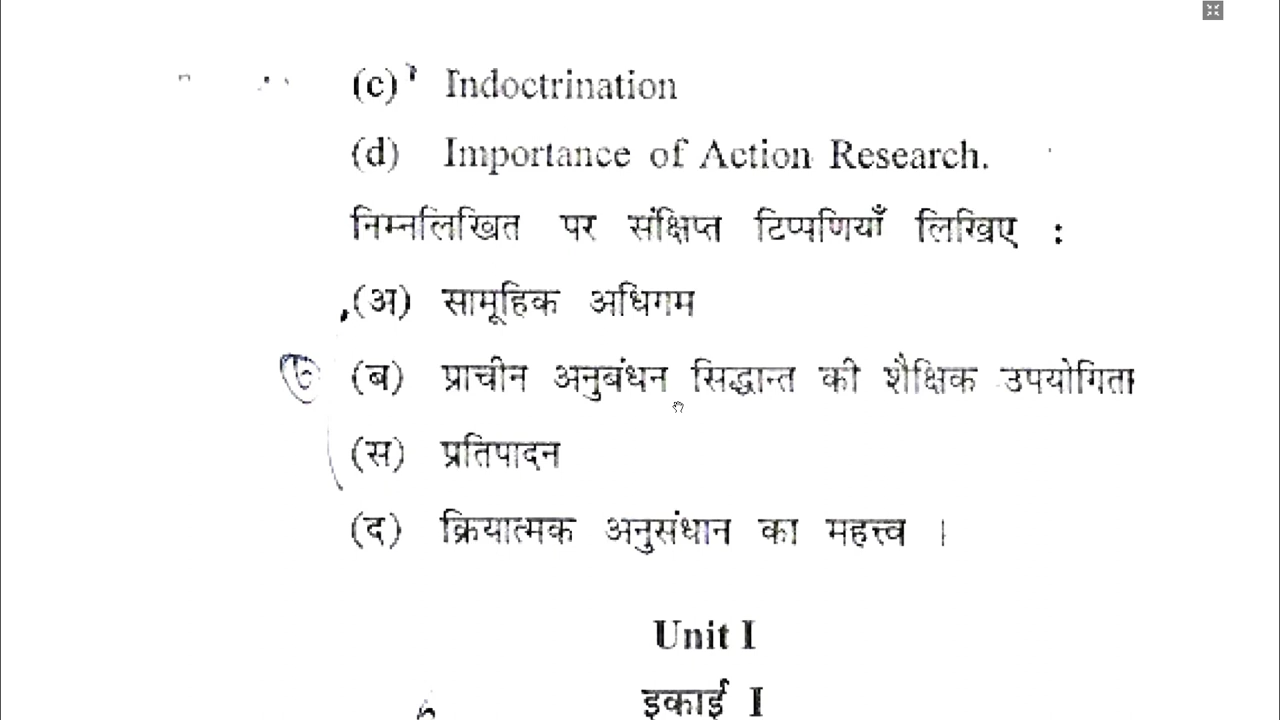 (c) Indoctrination
(d) Importance of Action Research.
निम्नलिखित पर संक्षिप्त टिप्पणियाँ लिखिए :
(अ) सामूहिक अधिगम
(ब) प्राचीन अनुबंधन सिद्धान्त की शैक्षिक उपयोगिता
(स) प्रतिपादन
(द) क्रियात्मक अनुसंधान का महत्त्व ।
Unit I
इकाई I